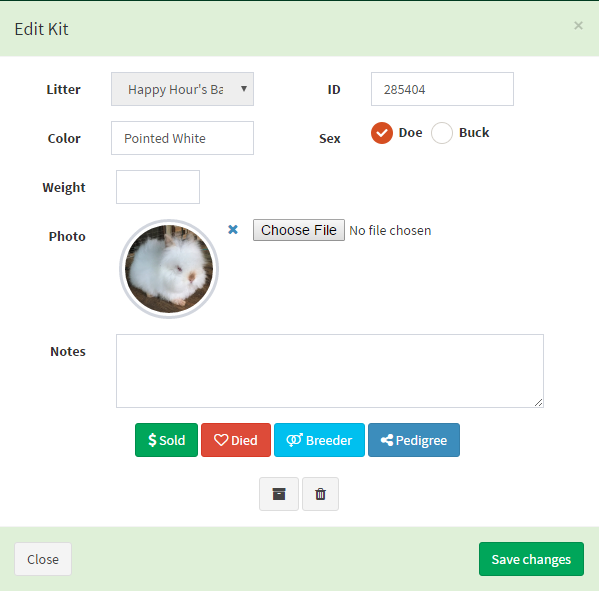 Edit Kit ×
Litter Happy Hour's Ba ID 285404
Color Pointed White Sex Doe Buck
Weight
Photo Choose File No file chosen
Notes
$ Sold Died Breeder Pedigree
Close Save changes